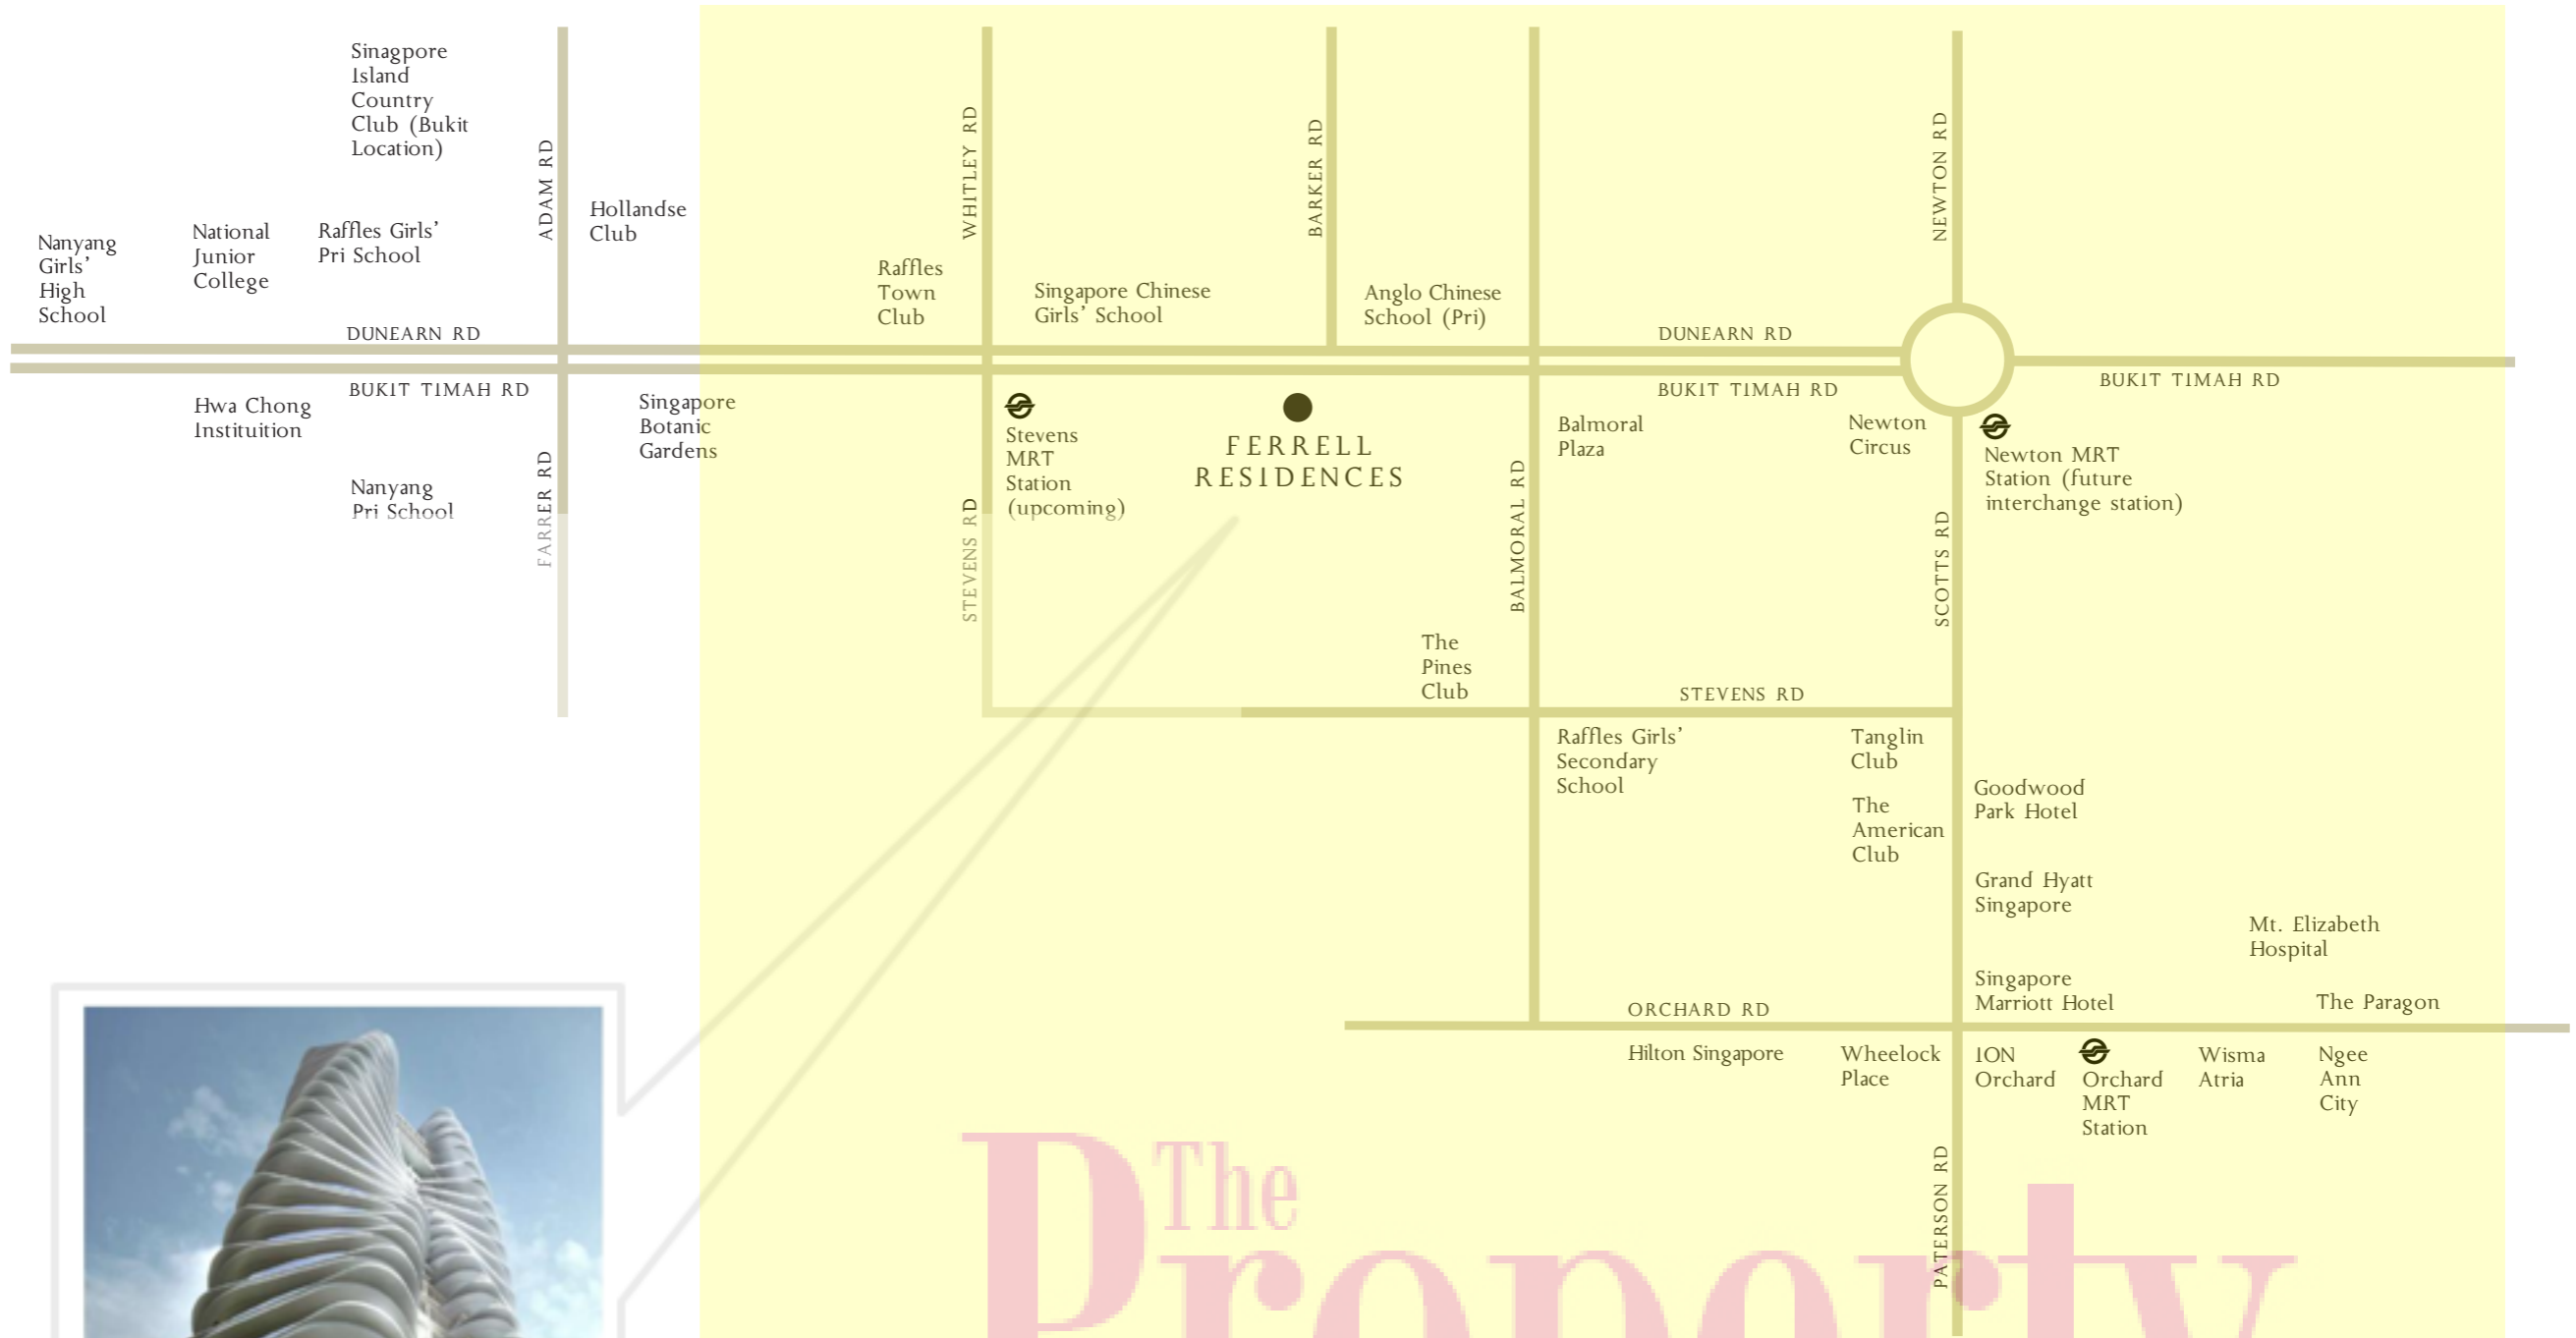 Sinagpore
Island
Country
Club (Bukit
Location)
ADAM RD
Hollandse
Club
Nanyang
Girls'
High
School
National
Junior
College
Raffles Girls'
Pri School
WHITLEY RD
BARKER RD
NEWTON RD
Raffles
Town
Club
Singapore Chinese
Girls' School
Anglo Chinese
School (Pri)
DUNEARN RD
DUNEARN RD
BUKIT TIMAH RD
BUKIT TIMAH RD
BUKIT TIMAH RD
Hwa Chong
Instituition
Nanyang
Pri School
FARRER RD
Singapore
Botanic
Gardens
STEVENS RD
Stevens
MRT
Station
(upcoming)
FERRELL
RESIDENCES
BALMORAL RD
Balmoral
Plaza
Newton
Circus
Newton MRT
Station (future
interchange station)
SCOTTS RD
The
Pines
Club
STEVENS RD
Raffles Girls'
Secondary
School
Tanglin
Club
The
American
Club
Goodwood
Park Hotel
Grand Hyatt
Singapore
Mt. Elizabeth
Hospital
Singapore
Marriott Hotel
The Paragon
ORCHARD RD
Hilton Singapore
Wheelock
Place
ION
Orchard
Orchard
MRT
Station
Wisma
Atria
Ngee
Ann
City
PATERSON RD
The
Property